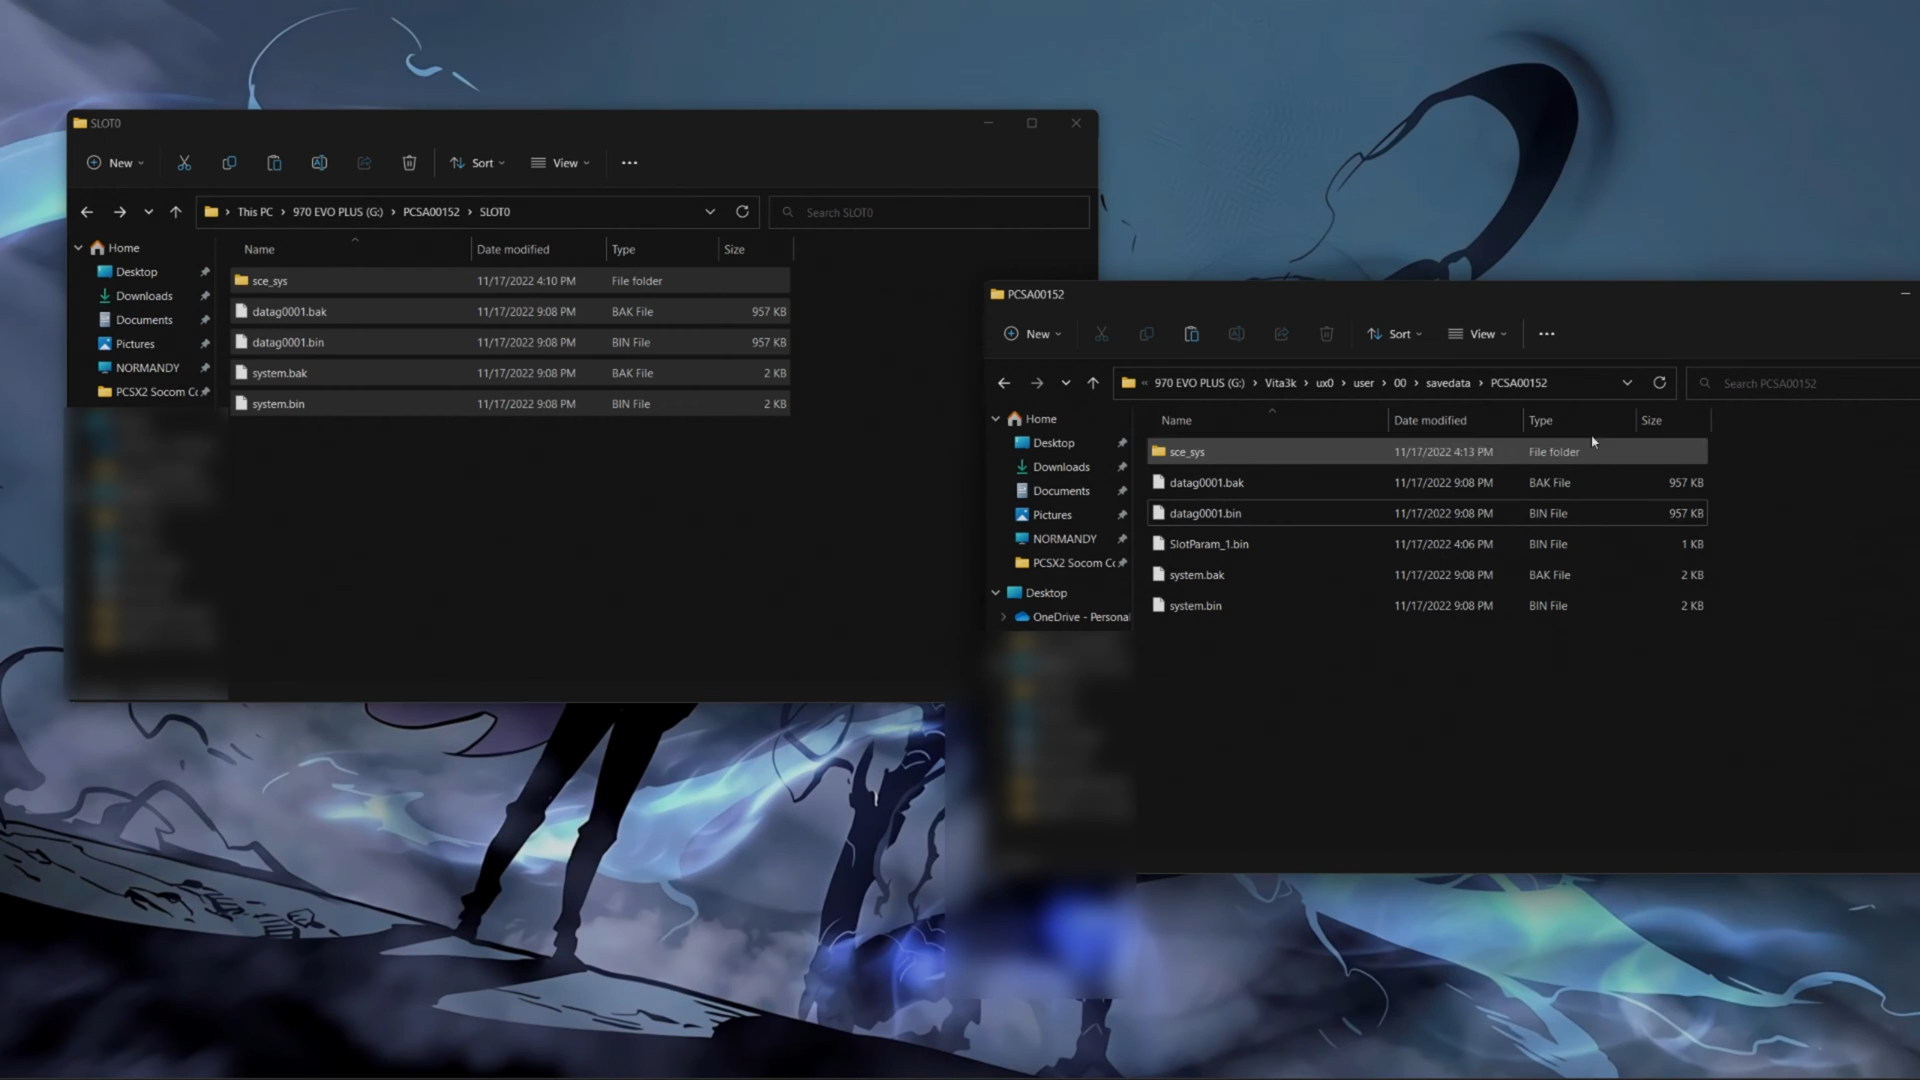 SLOT0
New
Sort
View
This PC > 970 EVO PLUS (G:) > PCSA00152 > SLOT0
Search SLOT0
Name Date modified Type Size
Home
Desktop
Downloads
Documents
Pictures
NORMANDY
PCSX2 Socom Cc
sce_sys 11/17/2022 4:10 PM File folder
datag0001.bak 11/17/2022 9:08 PM BAK File 957 KB
datag0001.bin 11/17/2022 9:08 PM BIN File 957 KB
system.bak 11/17/2022 9:08 PM BAK File 2 KB
system.bin 11/17/2022 9:08 PM BIN File 2 KB
PCSA00152
New
Sort
View
« 970 EVO PLUS (G:) > Vita3k > ux0 > user > 00 > savedata > PCSA00152
Search PCSA00152
Name Date modified Type Size
Home
Desktop
Downloads
Documents
Pictures
NORMANDY
PCSX2 Socom Cc
Desktop
OneDrive - Personal
sce_sys 11/17/2022 4:13 PM File folder
datag0001.bak 11/17/2022 9:08 PM BAK File 957 KB
datag0001.bin 11/17/2022 9:08 PM BIN File 957 KB
SlotParam_1.bin 11/17/2022 4:06 PM BIN File 1 KB
system.bak 11/17/2022 9:08 PM BAK File 2 KB
system.bin 11/17/2022 9:08 PM BIN File 2 KB